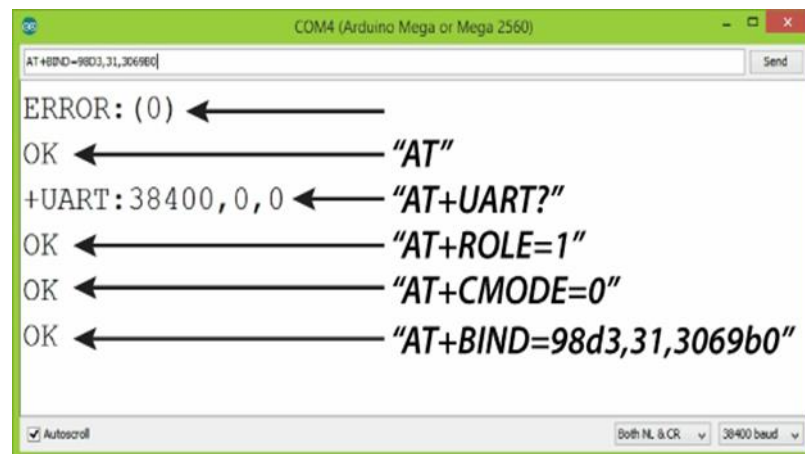 COM4 (Arduino Mega or Mega 2560)
AT+BIND=98D3,31,3069B0
Send
ERROR:(0)
OK "AT"
+UART:38400,0,0 "AT+UART?"
OK "AT+ROLE=1"
OK "AT+CMODE=0"
OK "AT+BIND=98d3,31,3069b0"
Autoscroll
Both NL & CR
38400 baud